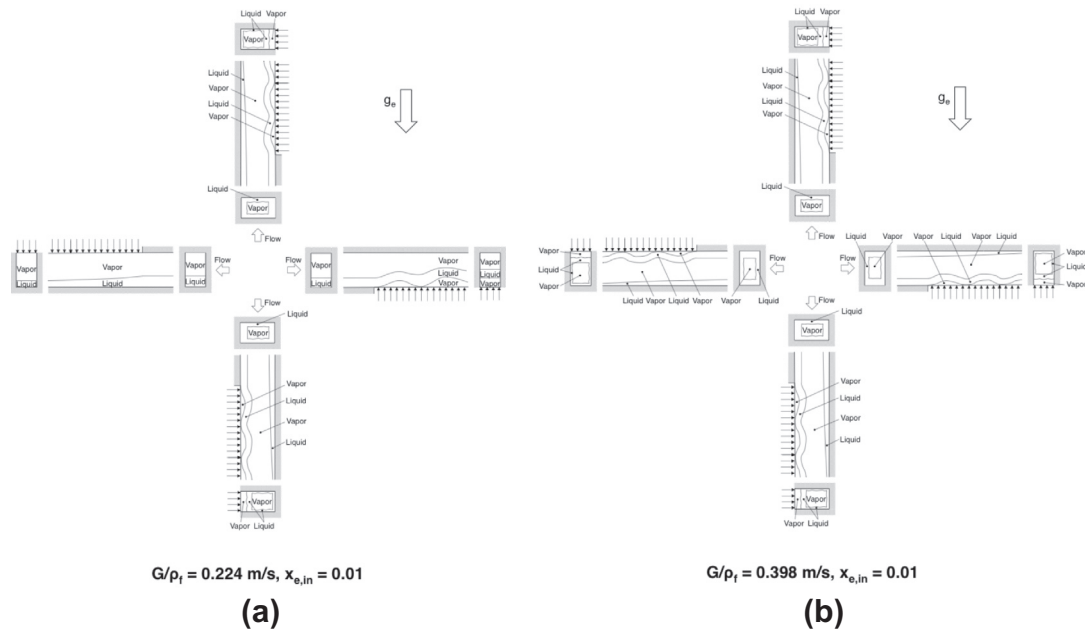 Liquid Vapor
Vapor
Liquid
Vapor
Liquid
Vapor
g_e
Liquid
Vapor
Flow
Vapor
Liquid
Vapor
Liquid
Vapor
Liquid
Flow
Flow
Vapor
Liquid
Vapor
Liquid
Vapor
Vapor
Liquid
Vapor
Flow
Liquid
Vapor
Vapor
Liquid
Vapor
Liquid
Vapor
Vapor Liquid
G/ρ_f = 0.224 m/s, x_e,in = 0.01
(a)
Liquid Vapor
Vapor
Liquid
Vapor
Liquid
Vapor
g_e
Liquid
Vapor
Flow
Vapor
Liquid
Vapor
Liquid Vapor Liquid Vapor
Vapor Liquid
Flow
Flow
Liquid Vapor
Vapor Liquid Vapor Liquid
Vapor
Liquid
Vapor
Flow
Liquid
Vapor
Vapor
Liquid
Vapor
Liquid
Vapor
Vapor Liquid
G/ρ_f = 0.398 m/s, x_e,in = 0.01
(b)